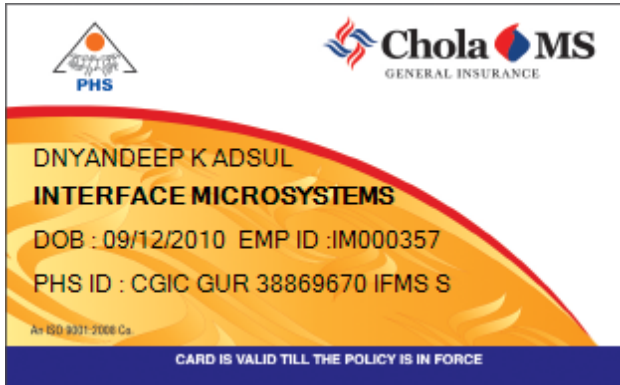 PHS
Chola MS
GENERAL INSURANCE
DNYANDEEP K ADSUL
INTERFACE MICROSYSTEMS
DOB : 09/12/2010 EMP ID :IM000357
PHS ID : CGIC GUR 38869670 IFMS S
An ISO 9001-2008 Co.
CARD IS VALID TILL THE POLICY IS IN FORCE